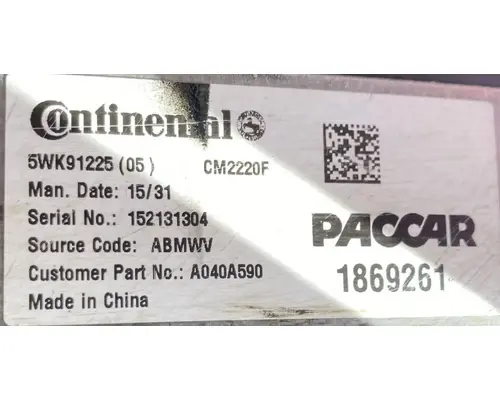 Continental
5WK91225 (05) CM2220F
Man. Date: 15/31
Serial No.: 152131304
Source Code: ABMWV
Customer Part No.: A040A590
Made in China
PACCAR
1869261